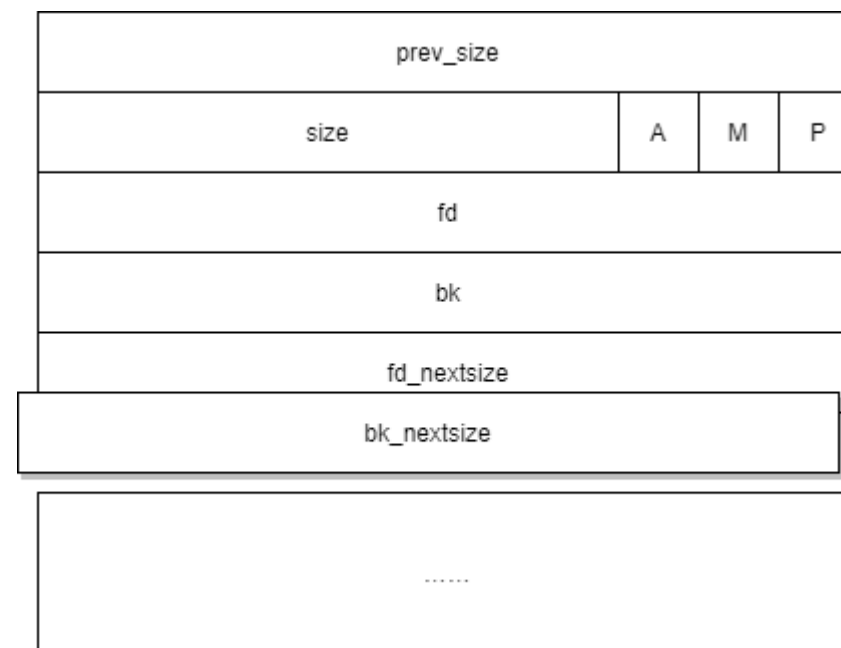 prev_size
size A M P
fd
bk
fd_nextsize
bk_nextsize
......